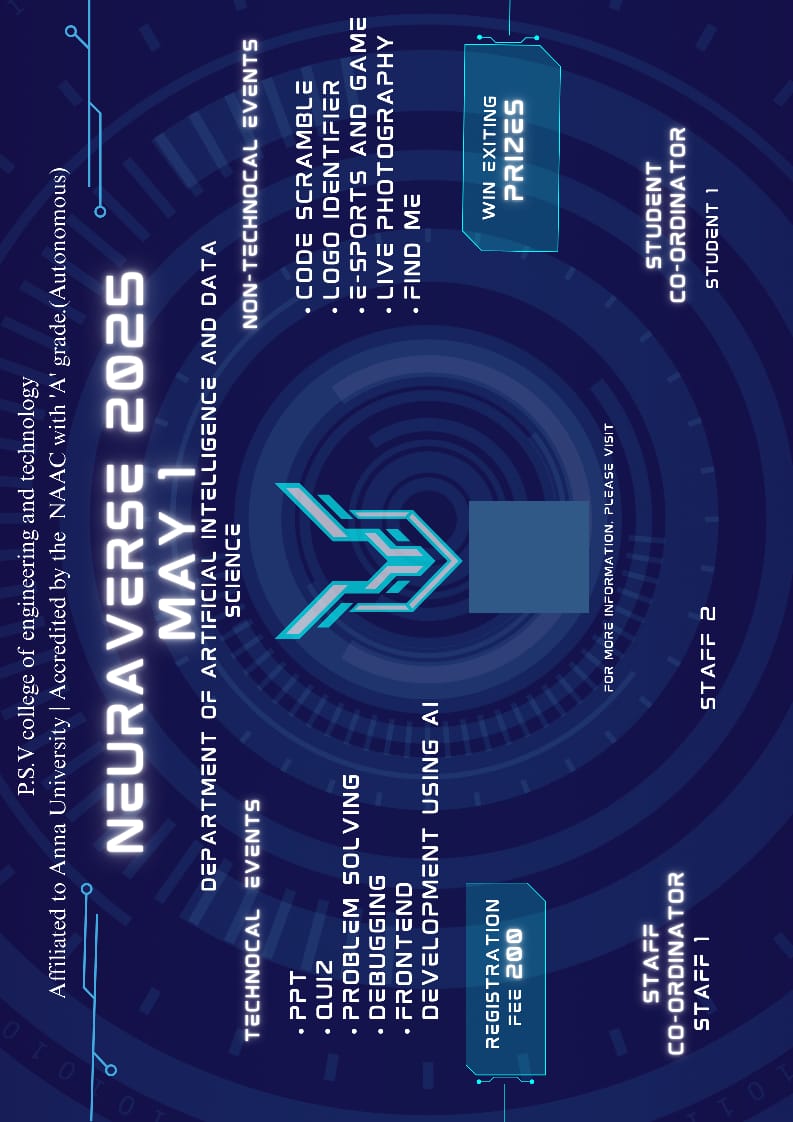 P.S.V college of engineering and technology
Affiliated to Anna University | Accredited by the NAAC with 'A' grade.(Autonomous)
NEURAVERSE 2025
MAY 1
DEPARTMENT OF ARTIFICIAL INTELLIGENCE AND DATA
SCIENCE
TECHNOCAL EVENTS
• PPT
• QUIZ
• PROBLEM SOLVING
• DEBUGGING
• FRONTEND
DEVELOPMENT USING AI
NON-TECHNOCAL EVENTS
• CODE SCRAMBLE
• LOGO IDENTIFIER
• E-SPORTS AND GAME
• LIVE PHOTOGRAPHY
• FIND ME
REGISTRATION
FEE 200
WIN EXITING
PRIZES
FOR MORE INFORMATION, PLEASE VISIT
STAFF
CO-ORDINATOR
STAFF 1
STAFF 2
STUDENT
CO-ORDINATOR
STUDENT 1